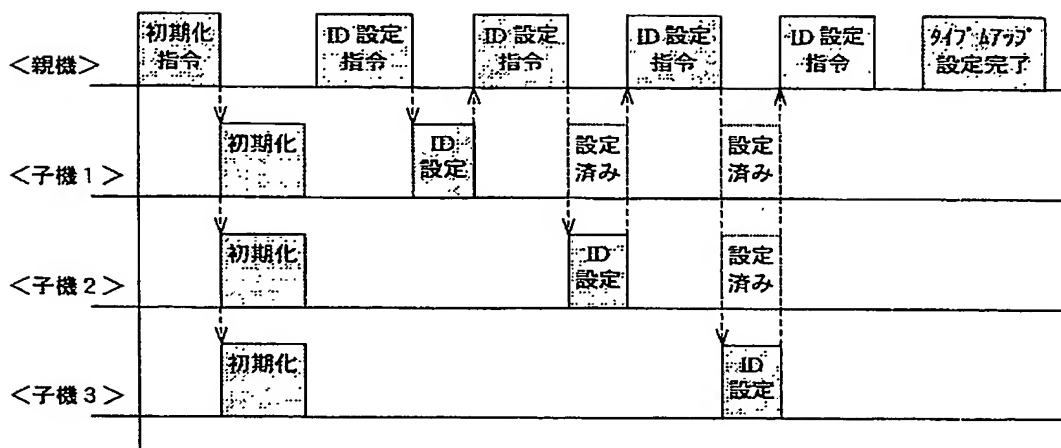 <親機>
初期化
指令
ID 設定
指令
ID 設定
指令
ID 設定
指令
ID 設定
指令
タイプムアップ
設定完了
<子機1>
初期化
ID
設定
設定
済み
設定
済み
<子機2>
初期化
ID
設定
設定
済み
<子機3>
初期化
ID
設定